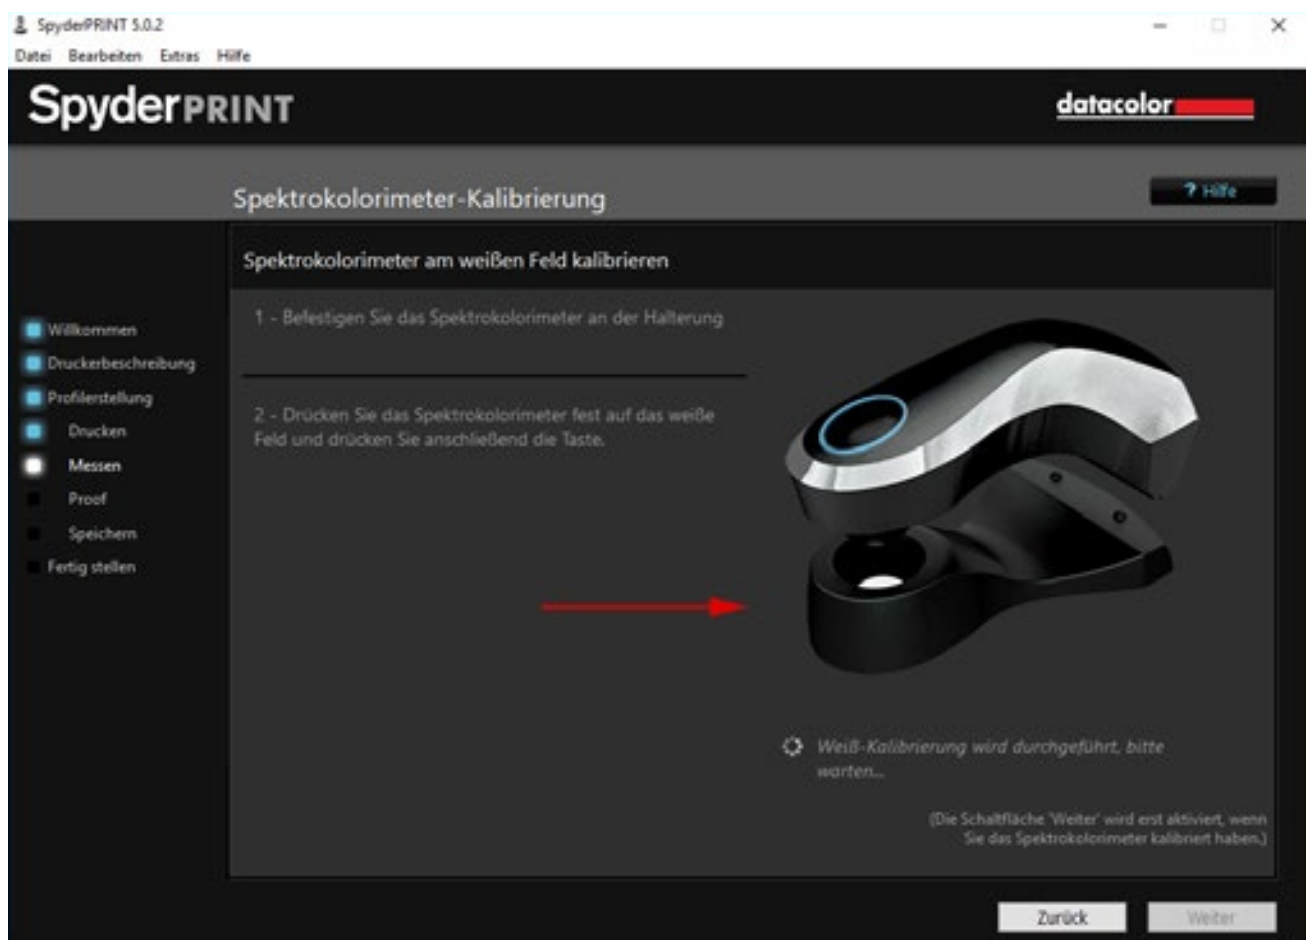 SpyderPRINT 5.0.2
Datei Bearbeiten Extras Hilfe
SpyderPRINT
datacolor
Spektrokolorimeter-Kalibrierung
? Hilfe
Spektrokolorimeter am weißen Feld kalibrieren
1 - Befestigen Sie das Spektrokolorimeter an der Halterung
2 - Drücken Sie das Spektrokolorimeter fest auf das weiße
Feld und drücken Sie anschließend die Taste.
Willkommen
Druckerbeschreibung
Profilerstellung
Drucken
Messen
Proof
Speichern
Fertig stellen
Weiß-Kalibrierung wird durchgeführt, bitte
warten...
(Die Schaltfläche 'Weiter' wird erst aktiviert, wenn
Sie das Spektrokolorimeter kalibriert haben.)
Zurück
Weiter